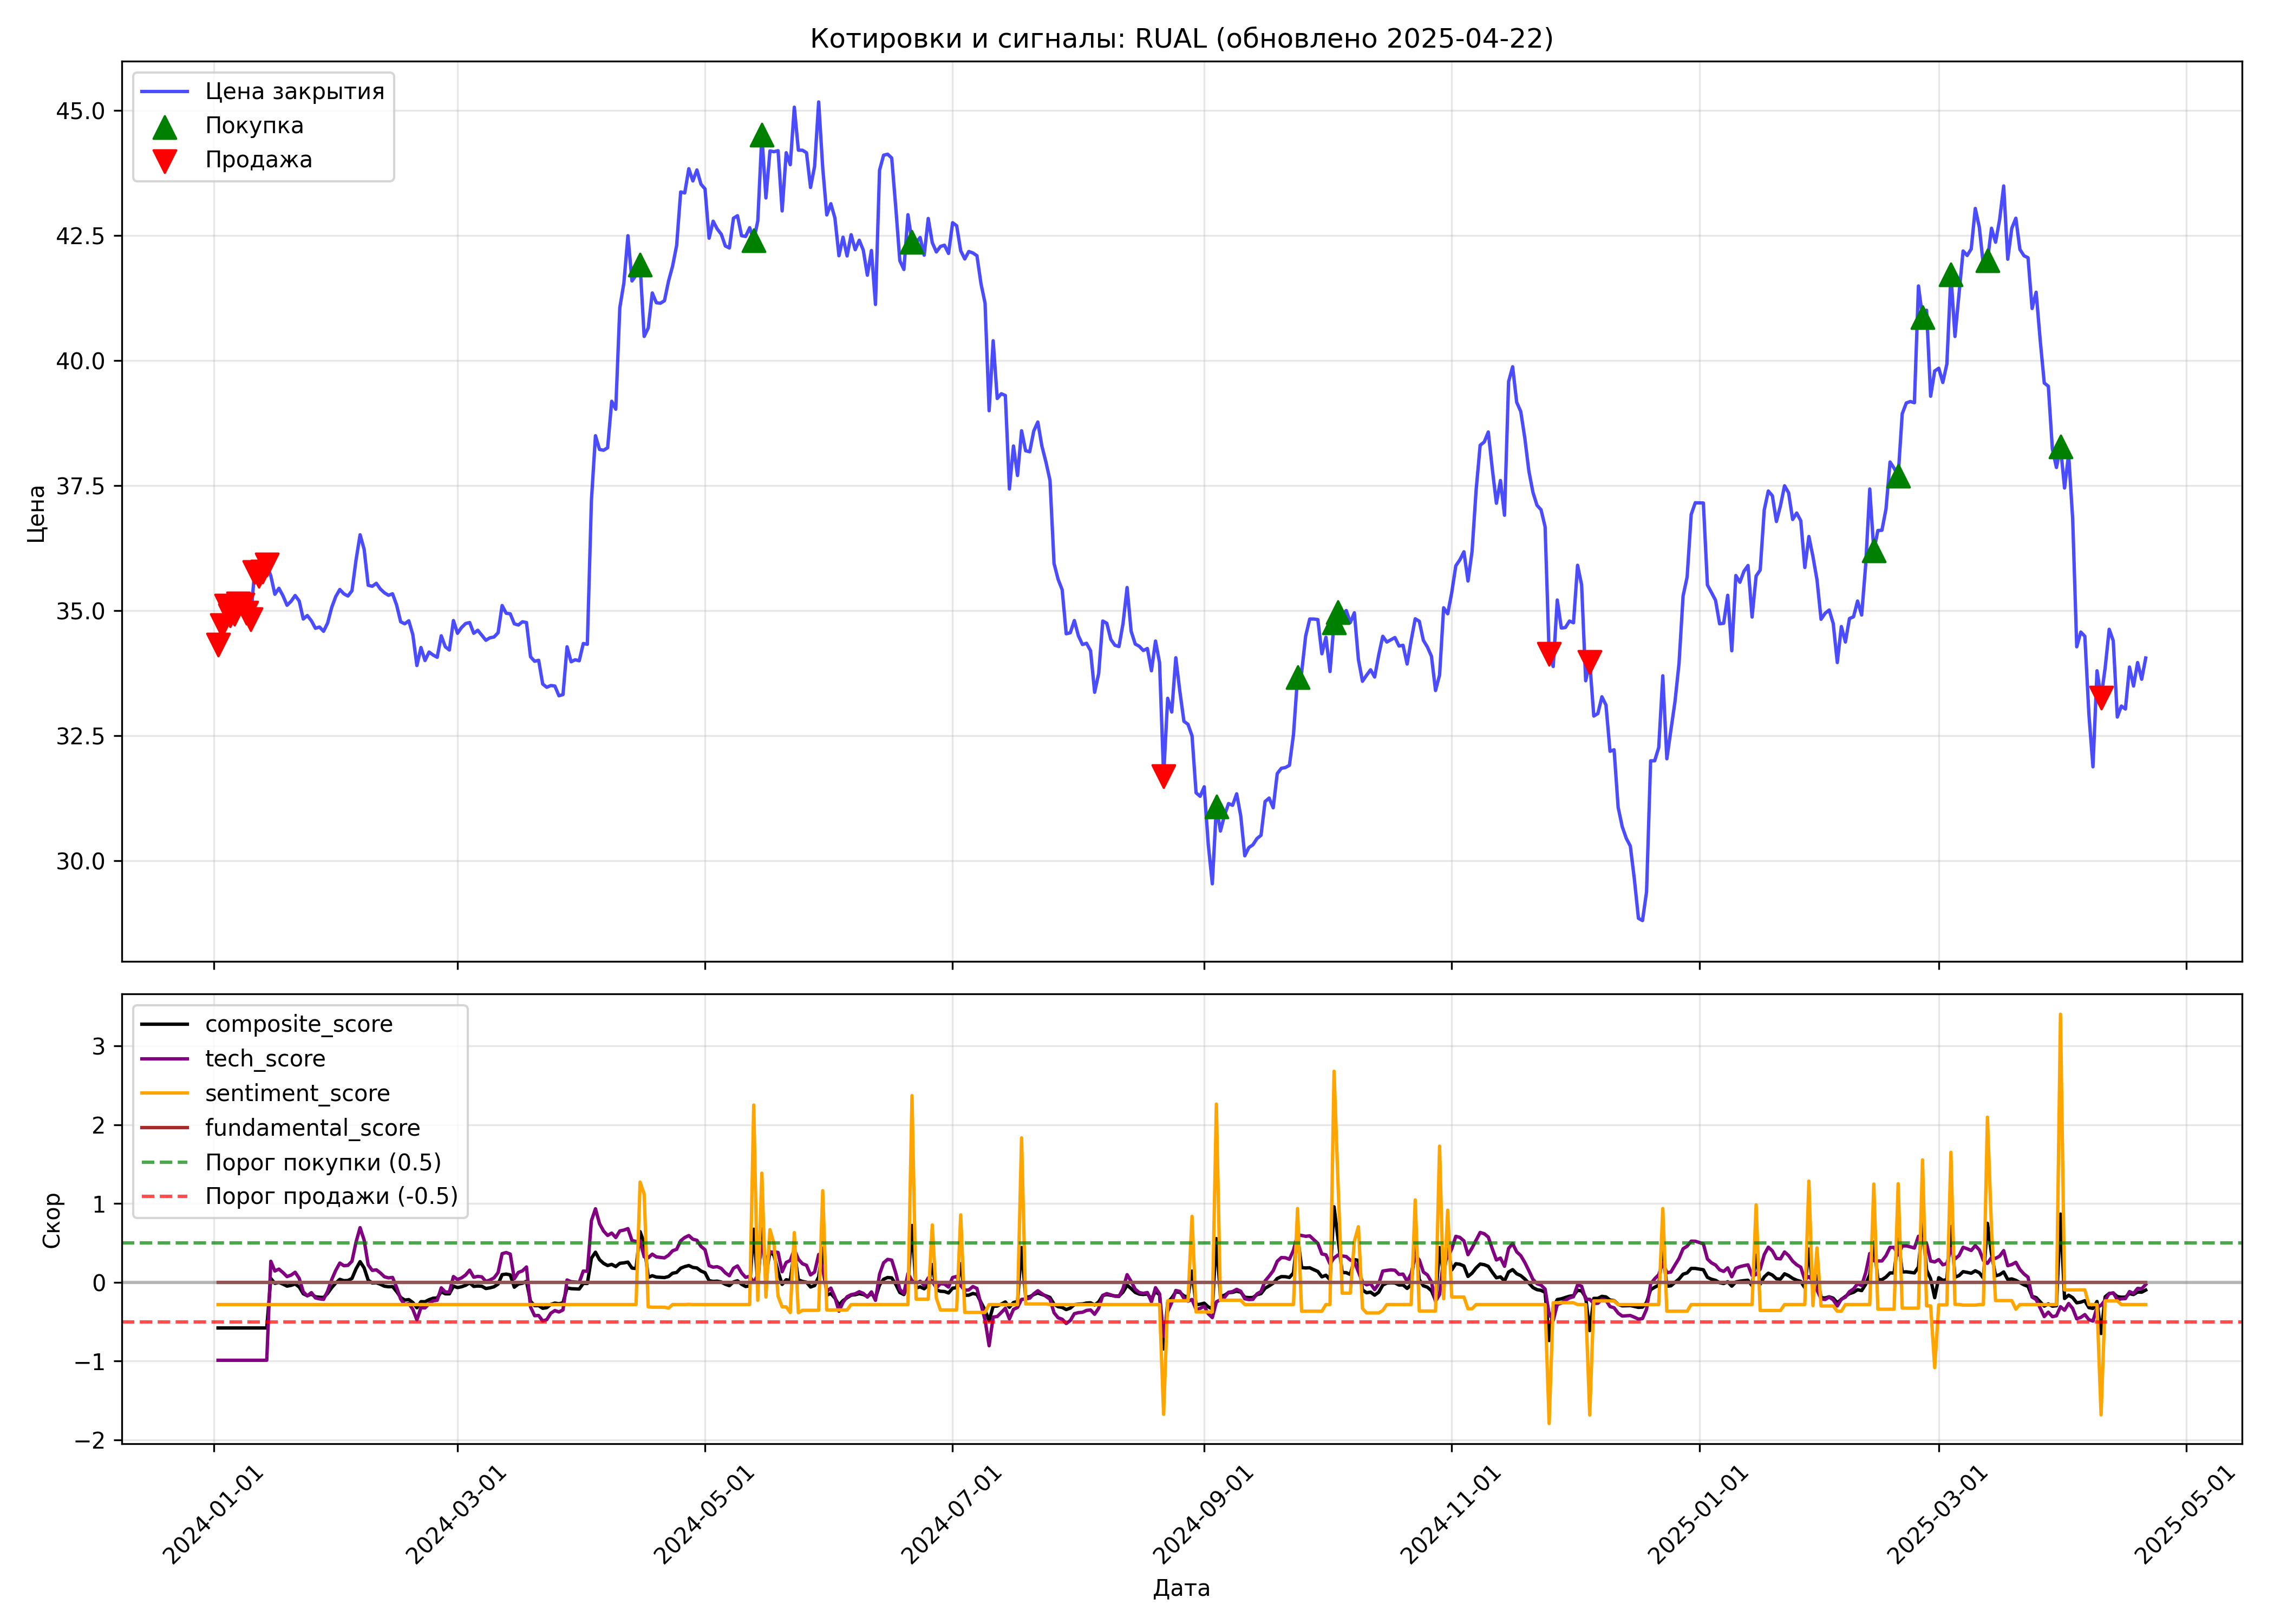 Котировки и сигналы: RUAL (обновлено 2025-04-22)
Цена закрытия
Покупка
Продажа
45.0
42.5
40.0
37.5
35.0
32.5
30.0
Цена
composite_score
tech_score
sentiment_score
fundamental_score
Порог покупки (0.5)
Порог продажи (-0.5)
3
2
1
0
−1
−2
Скор
2024-01-01
2024-03-01
2024-05-01
2024-07-01
2024-09-01
2024-11-01
2025-01-01
2025-03-01
2025-05-01
Дата